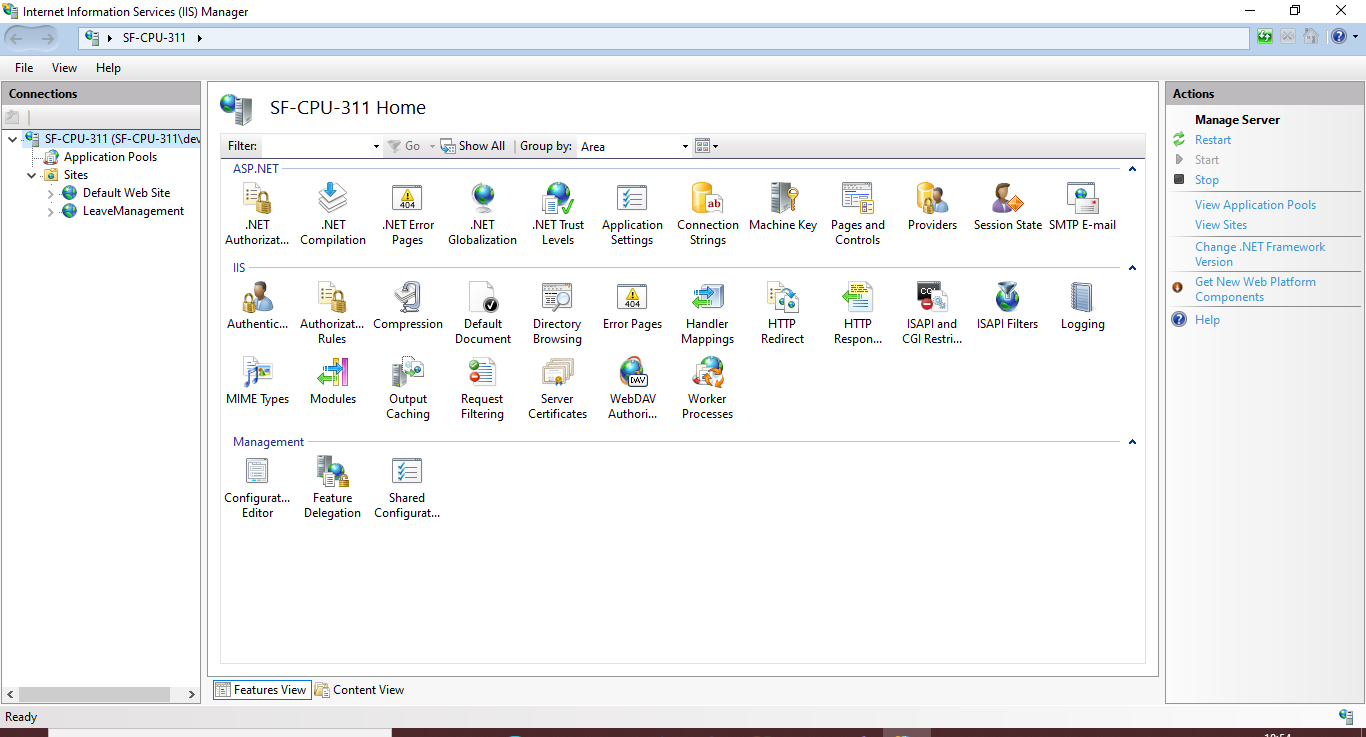 Internet Information Services (IIS) Manager
SF-CPU-311
File View Help
Connections
SF-CPU-311 (SF-CPU-311\dev
Application Pools
Sites
Default Web Site
LeaveManagement
SF-CPU-311 Home
Filter: Go Show All Group by: Area
ASP.NET
.NET Authorizat...
.NET Compilation
.NET Error Pages
.NET Globalization
.NET Trust Levels
Application Settings
Connection Strings
Machine Key
Pages and Controls
Providers
Session State
SMTP E-mail
IIS
Authentic...
Authorizat... Rules
Compression
Default Document
Directory Browsing
Error Pages
Handler Mappings
HTTP Redirect
HTTP Respon...
ISAPI and CGI Restri...
ISAPI Filters
Logging
MIME Types
Modules
Output Caching
Request Filtering
Server Certificates
WebDAV Authori...
Worker Processes
Management
Configurat... Editor
Feature Delegation
Shared Configurat...
Features View
Content View
Actions
Manage Server
Restart
Start
Stop
View Application Pools
View Sites
Change .NET Framework
Version
Get New Web Platform
Components
Help
Ready